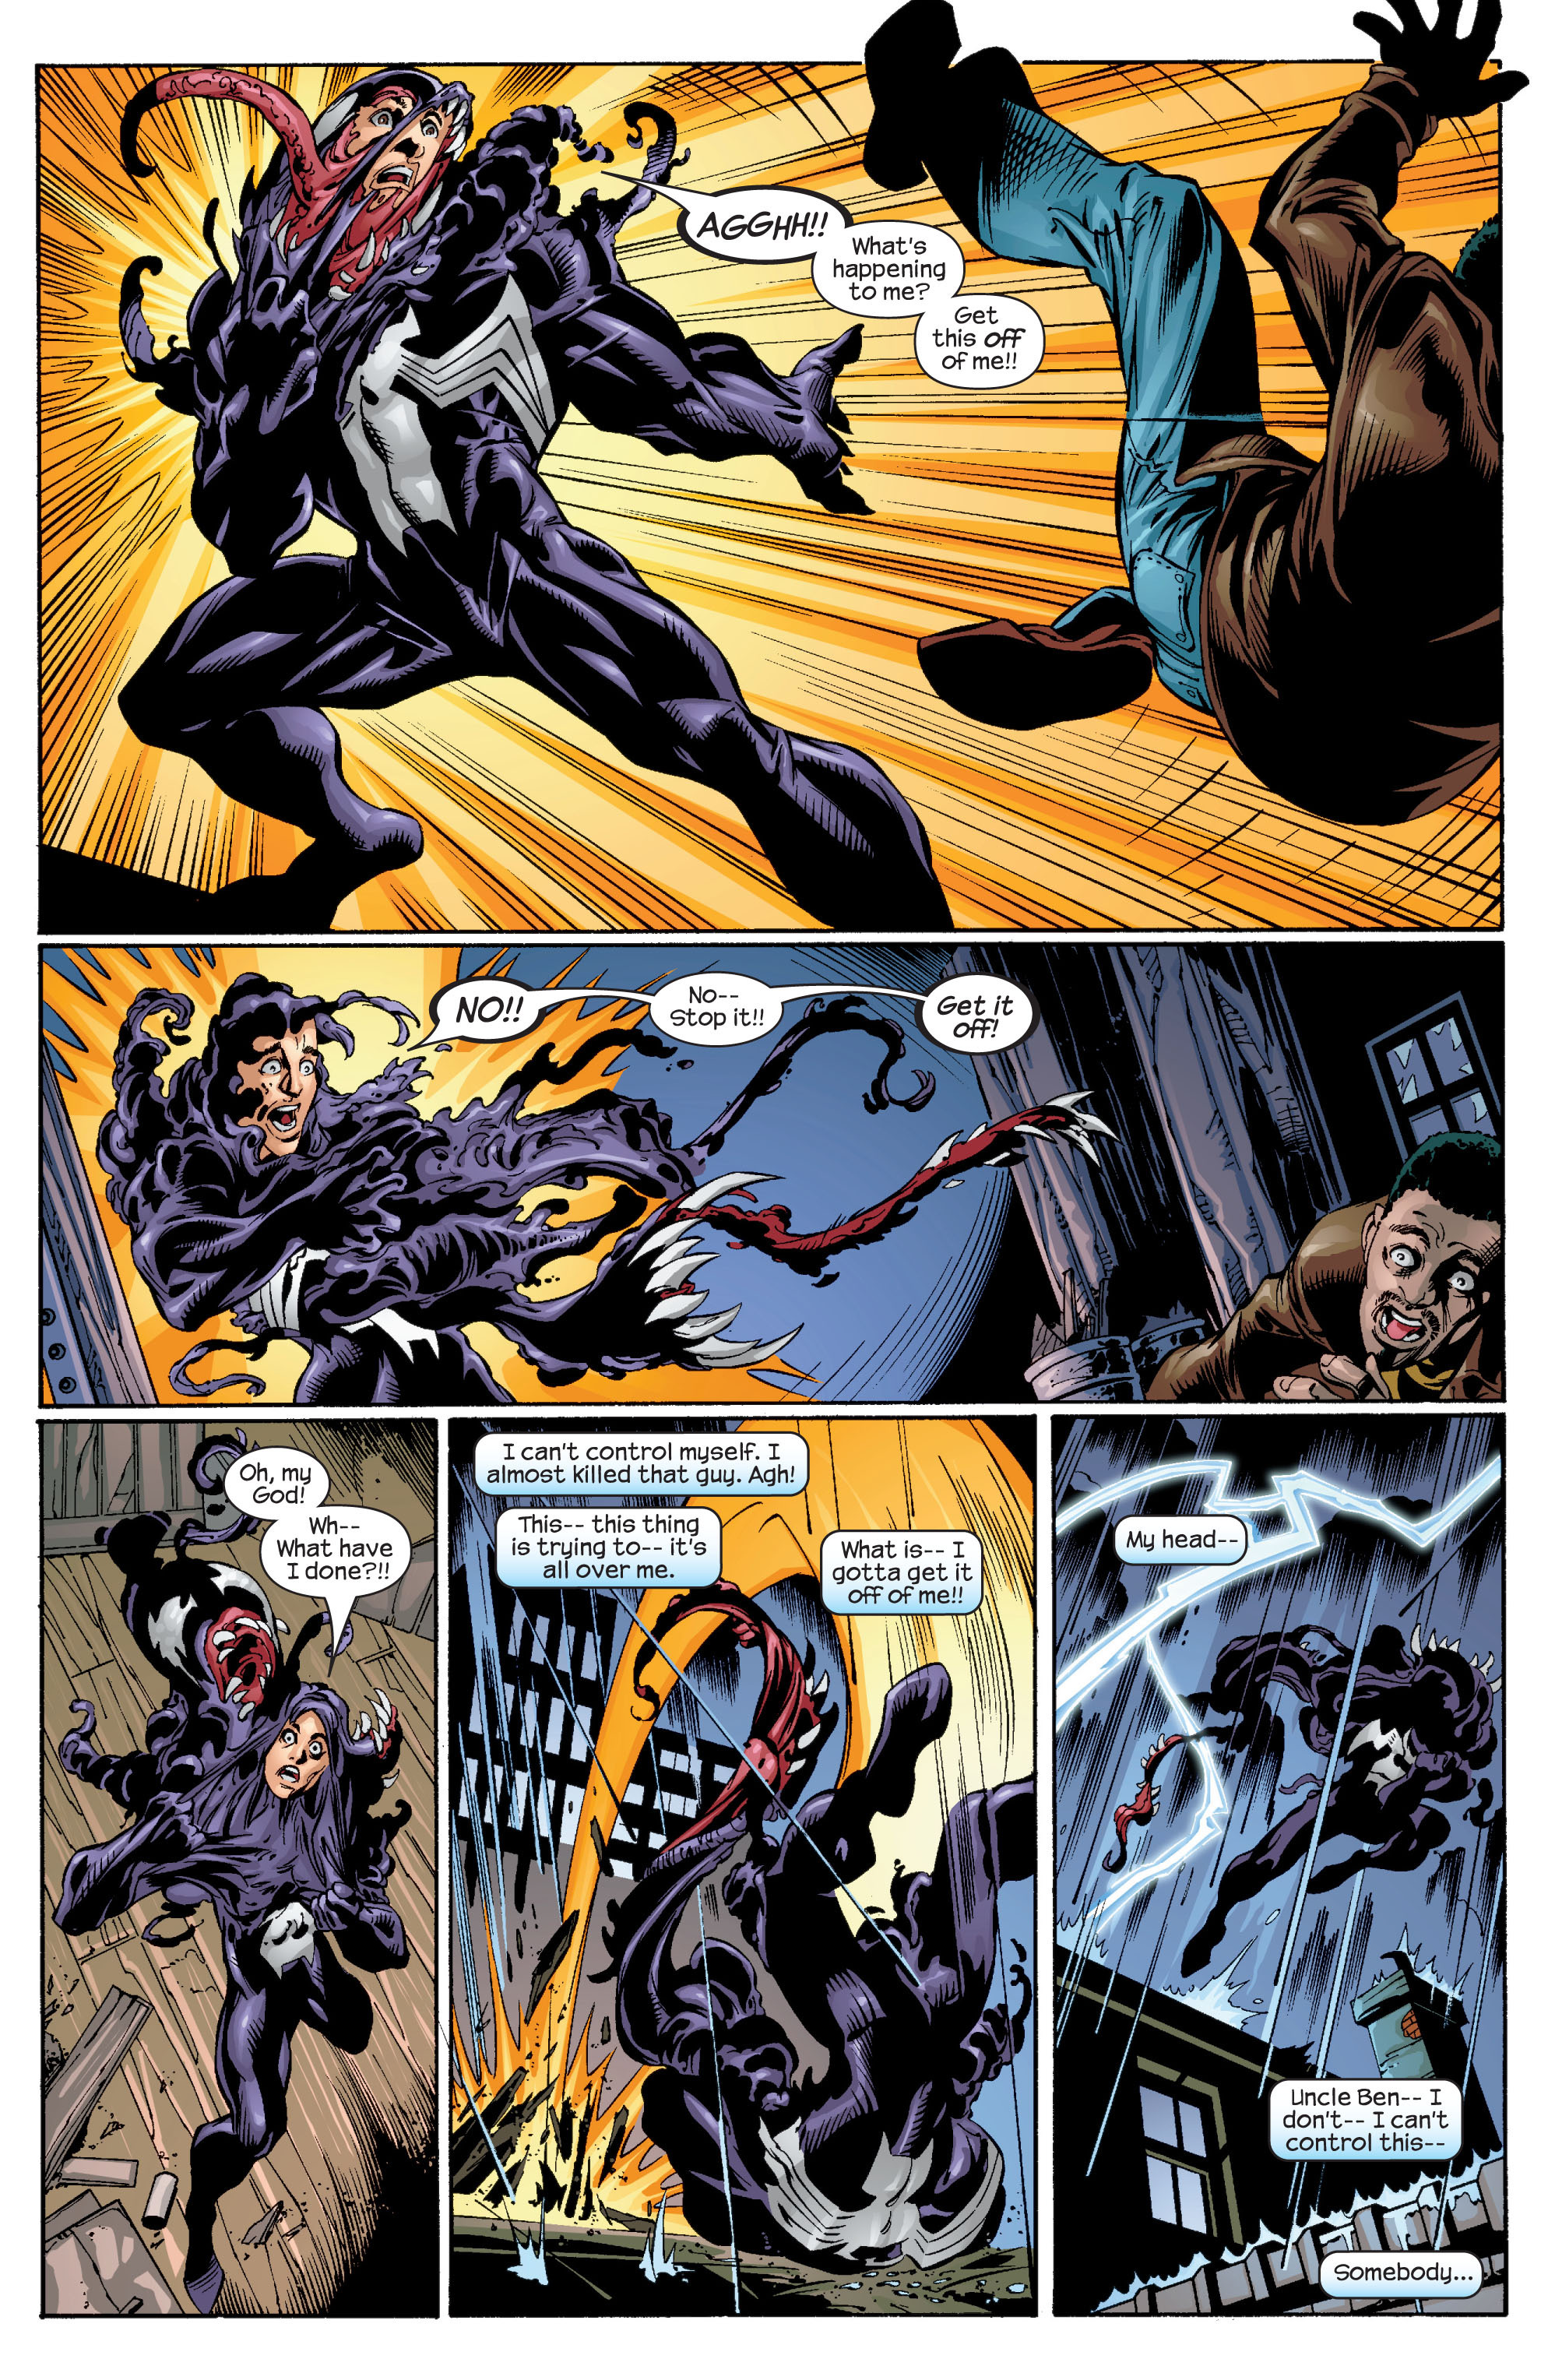 AGGHH!!
What's
happening
to me?
Get
this off
of me!!
NO!!
No--
Stop it!!
Get it
off!
Oh, my
God!
Wh--
What have
I done?!!
I can't control myself. I
almost killed that guy. Agh!
This-- this thing
is trying to-- it's
all over me.
What is-- I
gotta get it
off of me!!
My head--
Uncle Ben-- I
don't-- I can't
control this--
Somebody...